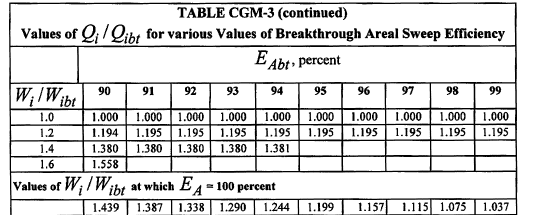 TABLE CGM-3 (continued)
Values of Qi / Qibt for various Values of Breakthrough Areal Sweep Efficiency
EAbt, percent
Wi / Wibt 90 91 92 93 94 95 96 97 98 99
1.0 1.000 1.000 1.000 1.000 1.000 1.000 1.000 1.000 1.000 1.000
1.2 1.194 1.195 1.195 1.195 1.195 1.195 1.195 1.195 1.195 1.195
1.4 1.380 1.380 1.380 1.380 1.381
1.6 1.558
Values of Wi / Wibt at which EA = 100 percent
1.439 1.387 1.338 1.290 1.244 1.199 1.157 1.115 1.075 1.037